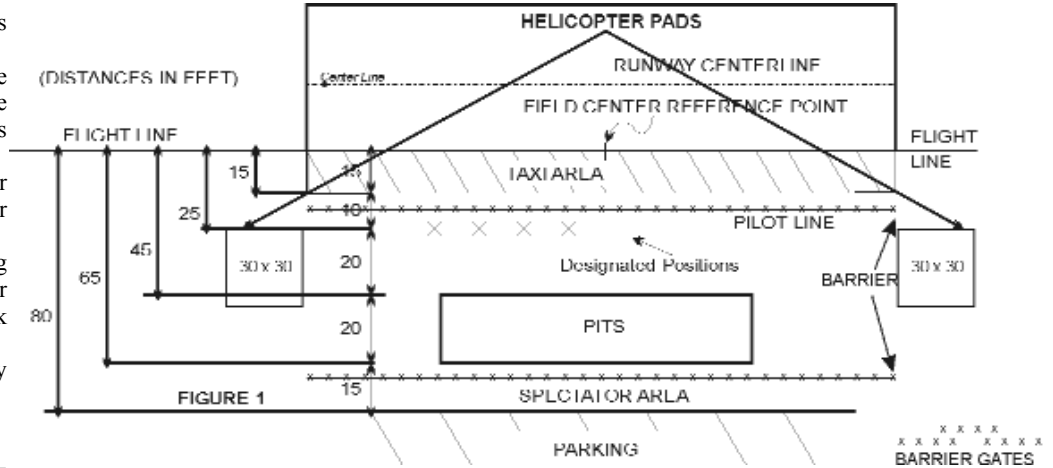 HELICOPTER PADS
(DISTANCES IN FEET)
RUNWAY CENTERLINE
Center Line
FIELD CENTER REFERENCE POINT
FLIGHT LINE
FLIGHT
LINE
15
15
TAXI AREA
10
25
PILOT LINE
45
30 x 30
20
Designated Positions
30 x 30
65
BARRIER
80
20
PITS
15
FIGURE 1
SPECTATOR AREA
PARKING
BARRIER GATES